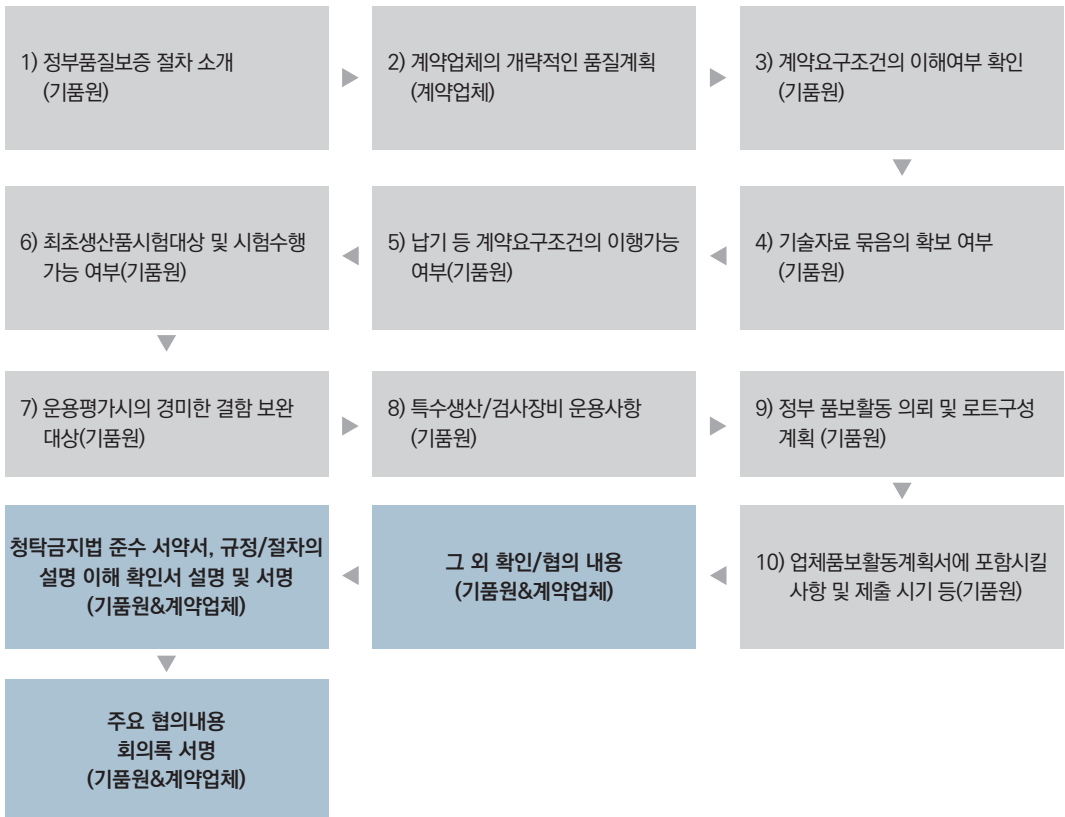 1) 정부품질보증 절차 소개
(기품원)
2) 계약업체의 개략적인 품질계획
(계약업체)
3) 계약요구조건의 이해여부 확인
(기품원)
4) 기술자료 묶음의 확보 여부
(기품원)
5) 납기 등 계약요구조건의 이행가능
여부(기품원)
6) 최초생산품시험대상 및 시험수행
가능 여부(기품원)
7) 운용평가시의 경미한 결함 보완
대상(기품원)
8) 특수생산/검사장비 운용사항
(기품원)
9) 정부 품보활동 의뢰 및 로트구성
계획 (기품원)
10) 업체품보활동계획서에 포함시킬
사항 및 제출 시기 등(기품원)
그 외 확인/협의 내용
(기품원&계약업체)
청탁금지법 준수 서약서, 규정/절차의
설명 이해 확인서 설명 및 서명
(기품원&계약업체)
주요 협의내용
회의록 서명
(기품원&계약업체)